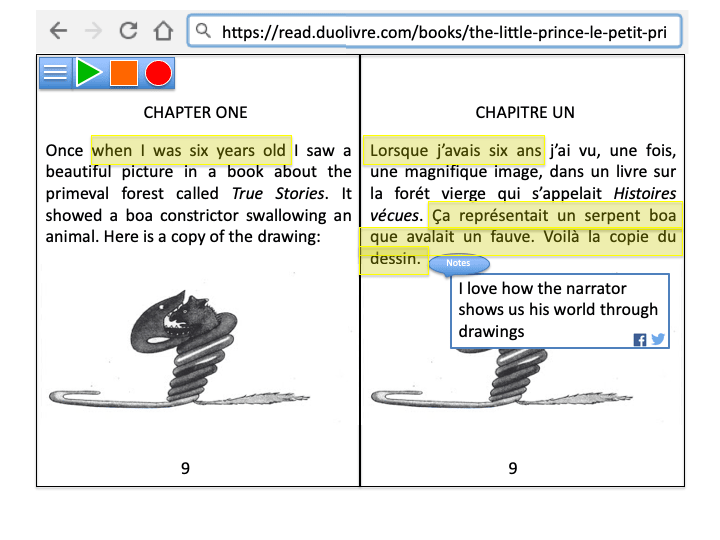 https://read.duolivre.com/books/the-little-prince-le-petit-pri
CHAPTER ONE
Once when I was six years old I saw a
beautiful picture in a book about the
primeval forest called True Stories. It
showed a boa constrictor swallowing an
animal. Here is a copy of the drawing:
9
CHAPITRE UN
Lorsque j’avais six ans j’ai vu, une fois,
une magnifique image, dans un livre sur
la forét vierge qui s’appelait Histoires
vécues. Ça représentait un serpent boa
que avalait un fauve. Voilà la copie du
dessin.
Notes
I love how the narrator
shows us his world through
drawings
9